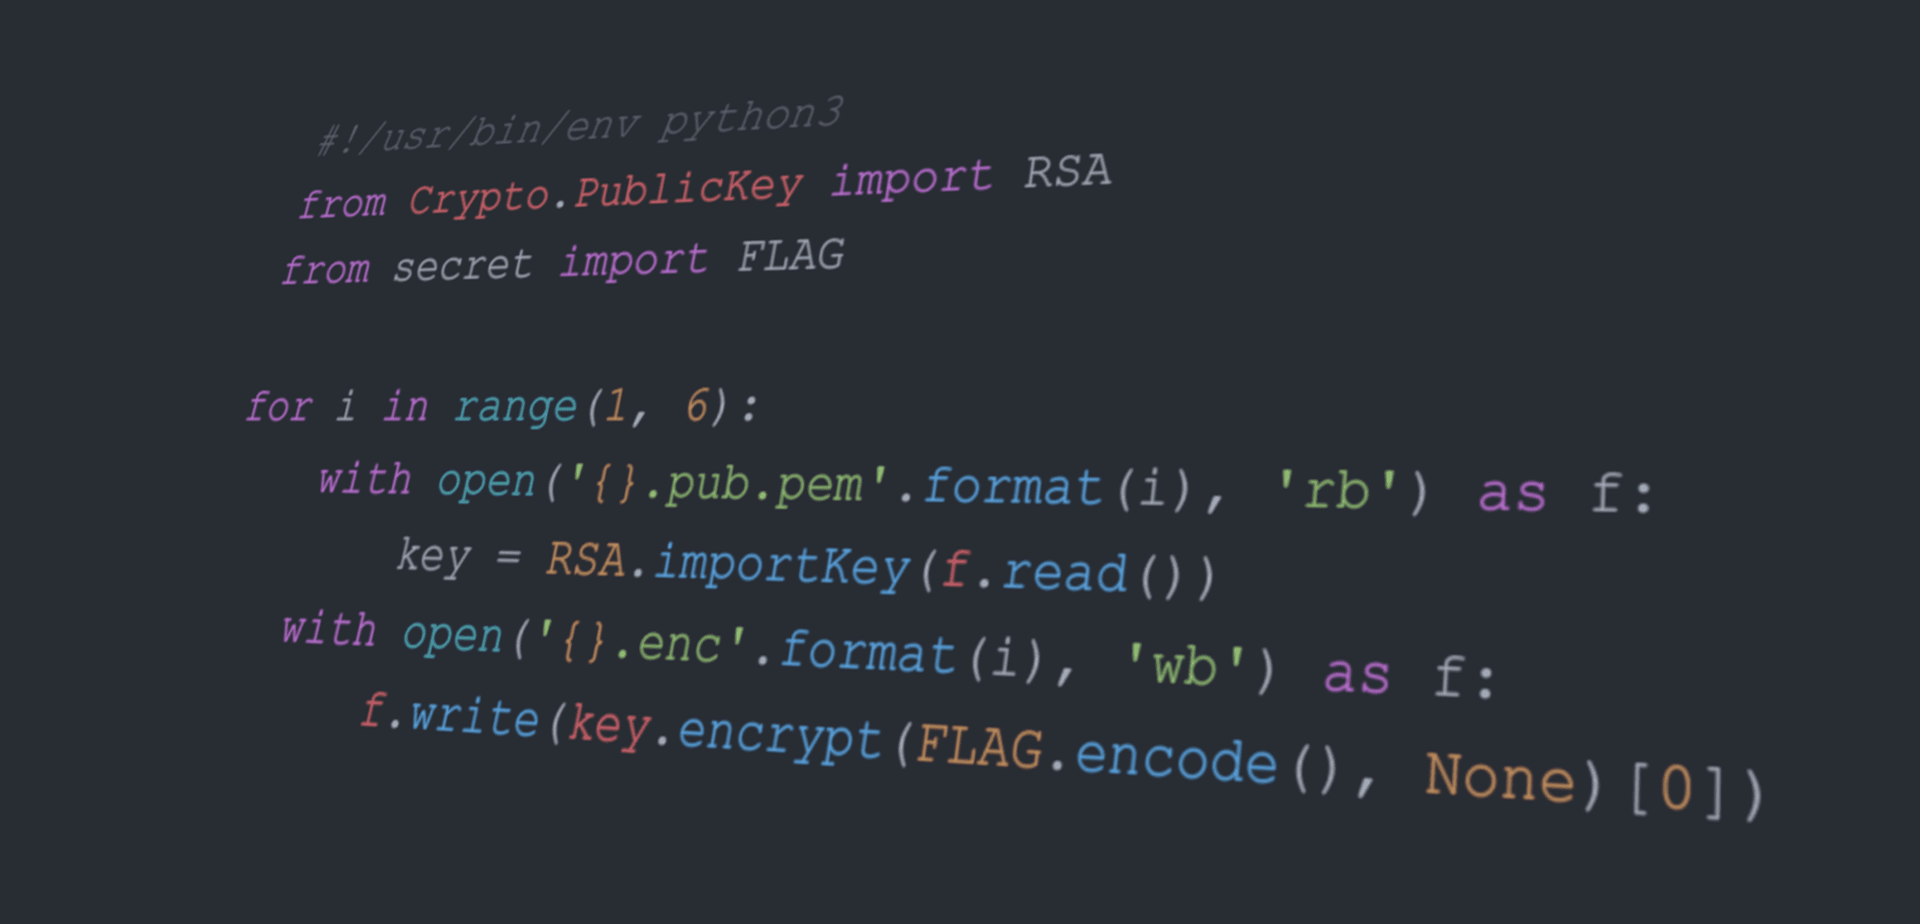 #!/usr/bin/env python3
from Crypto.PublicKey import RSA
from secret import FLAG
for i in range(1, 6):
with open('{}.pub.pem'.format(i), 'rb') as f:
key = RSA.importKey(f.read())
with open('{}.enc'.format(i), 'wb') as f:
f.write(key.encrypt(FLAG.encode(), None)[0])